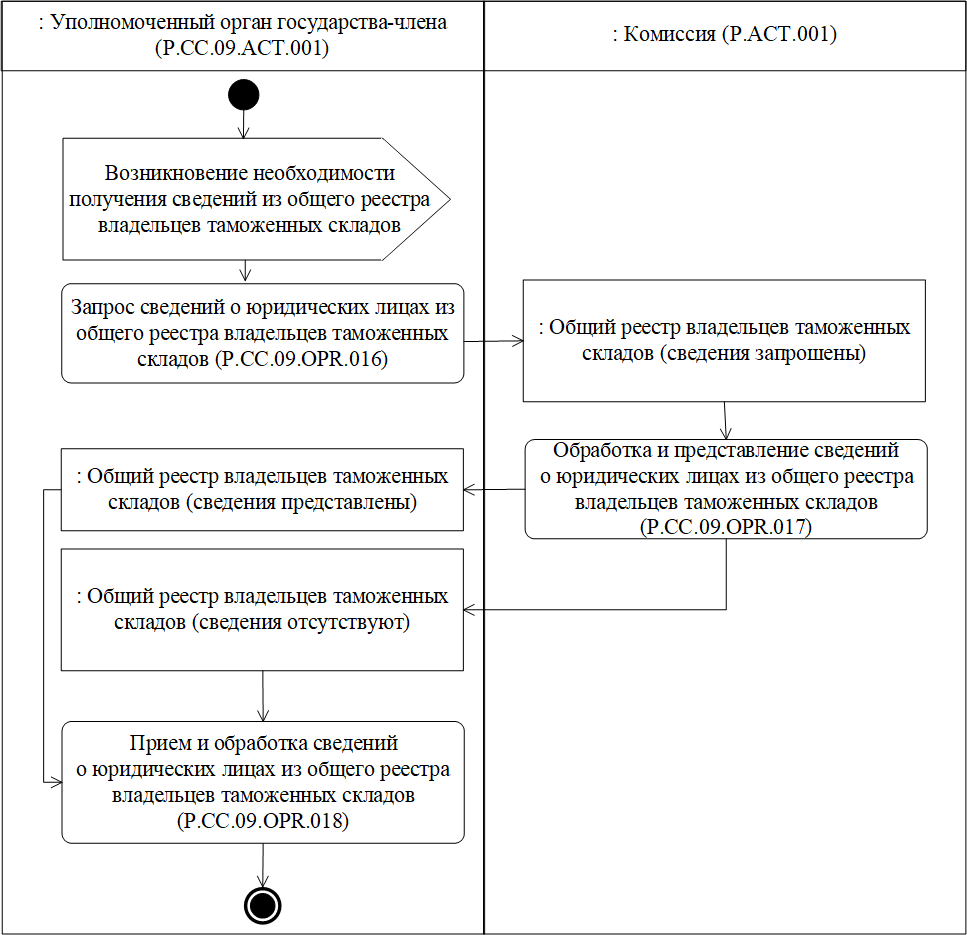 : Уполномоченный орган государства-члена
(P.CC.09.ACT.001)
: Комиссия (P.ACT.001)
Возникновение необходимости
получения сведений из общего реестра
владельцев таможенных складов
Запрос сведений о юридических лицах из
общего реестра владельцев таможенных
складов (P.CC.09.OPR.016)
: Общий реестр владельцев таможенных
складов (сведения запрошены)
Обработка и представление сведений
о юридических лицах из общего реестра
владельцев таможенных складов
(P.CC.09.OPR.017)
: Общий реестр владельцев таможенных
складов (сведения представлены)
: Общий реестр владельцев таможенных
складов (сведения отсутствуют)
Прием и обработка сведений
о юридических лицах из общего реестра
владельцев таможенных складов
(P.CC.09.OPR.018)